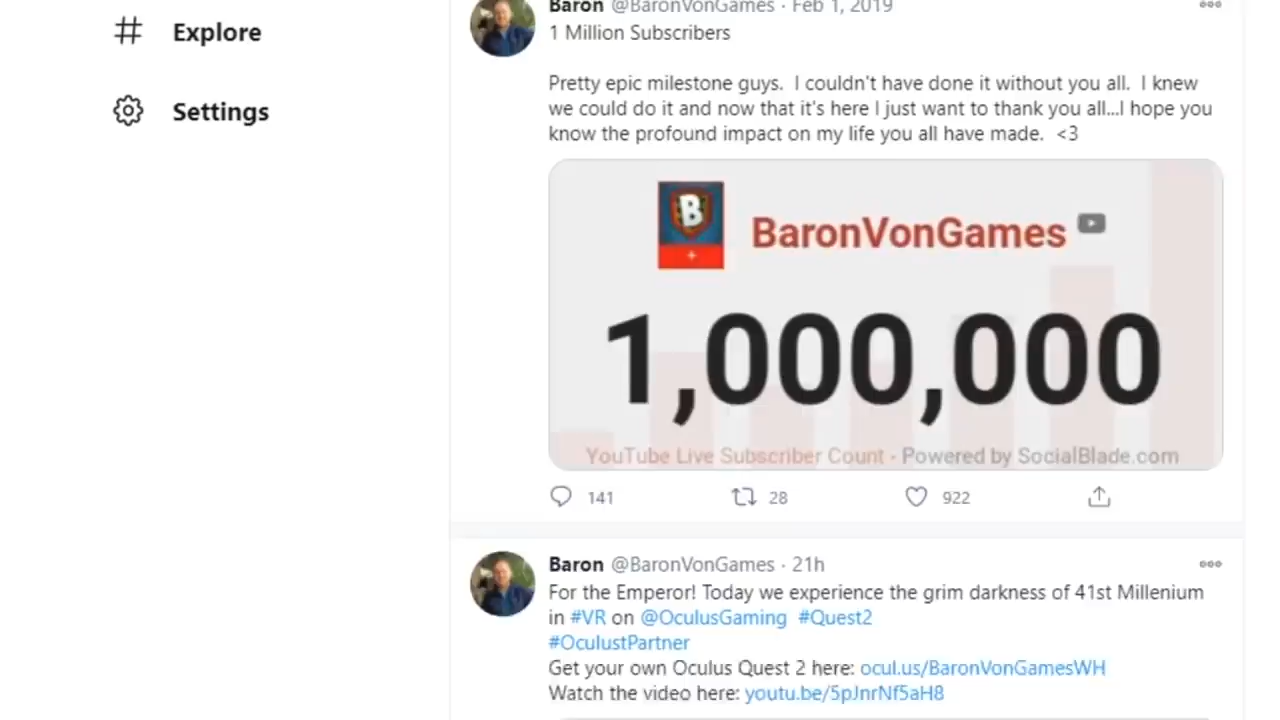 Explore
Settings
Baron @BaronVonGames · Feb 1, 2019
1 Million Subscribers
Pretty epic milestone guys.  I couldn't have done it without you all.  I knew
we could do it and now that it's here I just want to thank you all...I hope you
know the profound impact on my life you all have made.  <3
B
BaronVonGames
1,000,000
YouTube Live Subscriber Count - Powered by SocialBlade.com
141 28 922
Baron @BaronVonGames · 21h
For the Emperor! Today we experience the grim darkness of 41st Millenium
in #VR on @OculusGaming  #Quest2
#OculustPartner
Get your own Oculus Quest 2 here: ocul.us/BaronVonGamesWH
Watch the video here: youtu.be/5pJnrNf5aH8